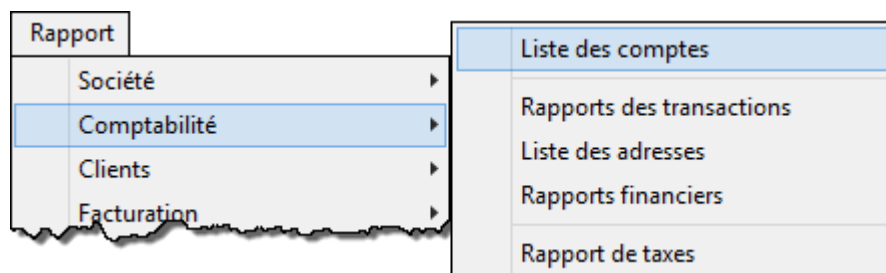 Rapport
Société
Comptabilité
Clients
Facturation
Liste des comptes
Rapports des transactions
Liste des adresses
Rapports financiers
Rapport de taxes